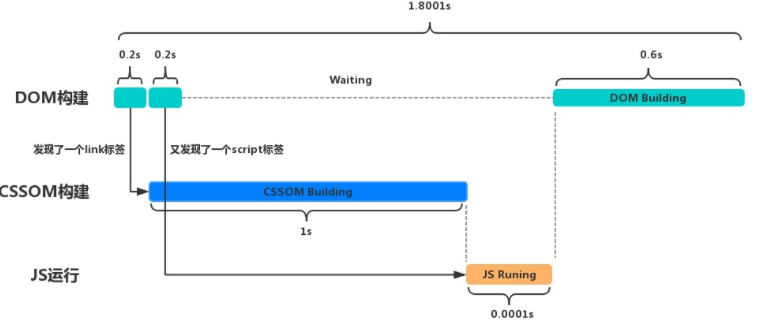 1.8001s
0.2s
0.2s
0.6s
Waiting
DOM构建
DOM Building
发现了一个link标签
又发现了一个script标签
CSSOM构建
CSSOM Building
1s
JS运行
JS Runing
0.0001s